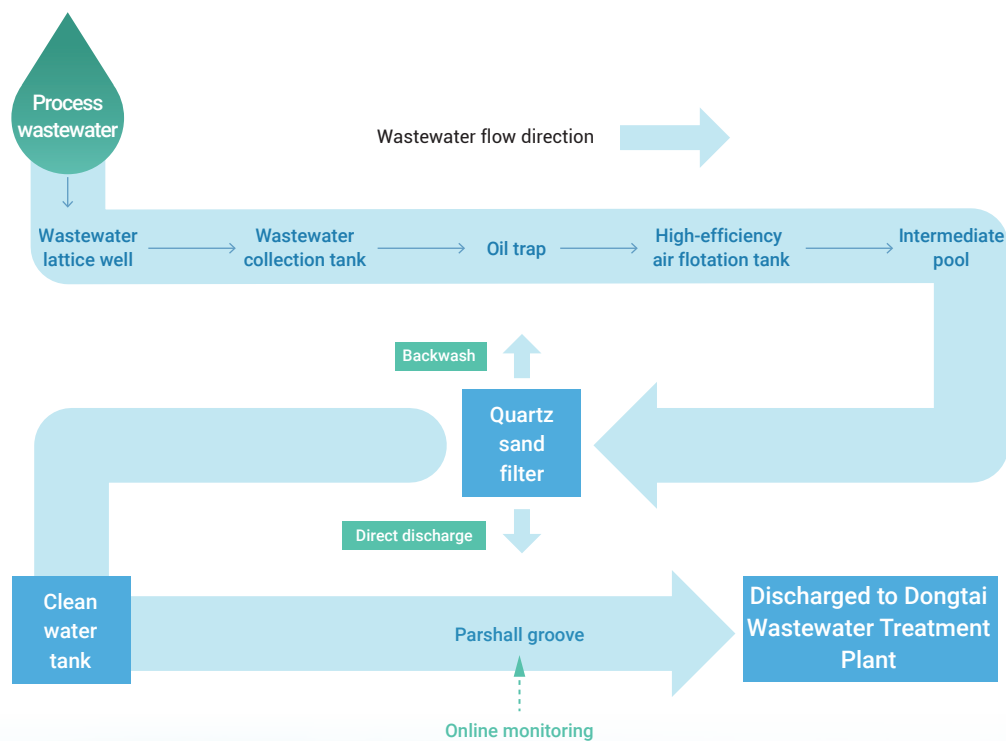 Process
wastewater
Wastewater flow direction
Wastewater
lattice well
Wastewater
collection tank
Oil trap
High-efficiency
air flotation tank
Intermediate
pool
Backwash
Quartz
sand
filter
Direct discharge
Clean
water
tank
Parshall groove
Discharged to Dongtai
Wastewater Treatment
Plant
Online monitoring